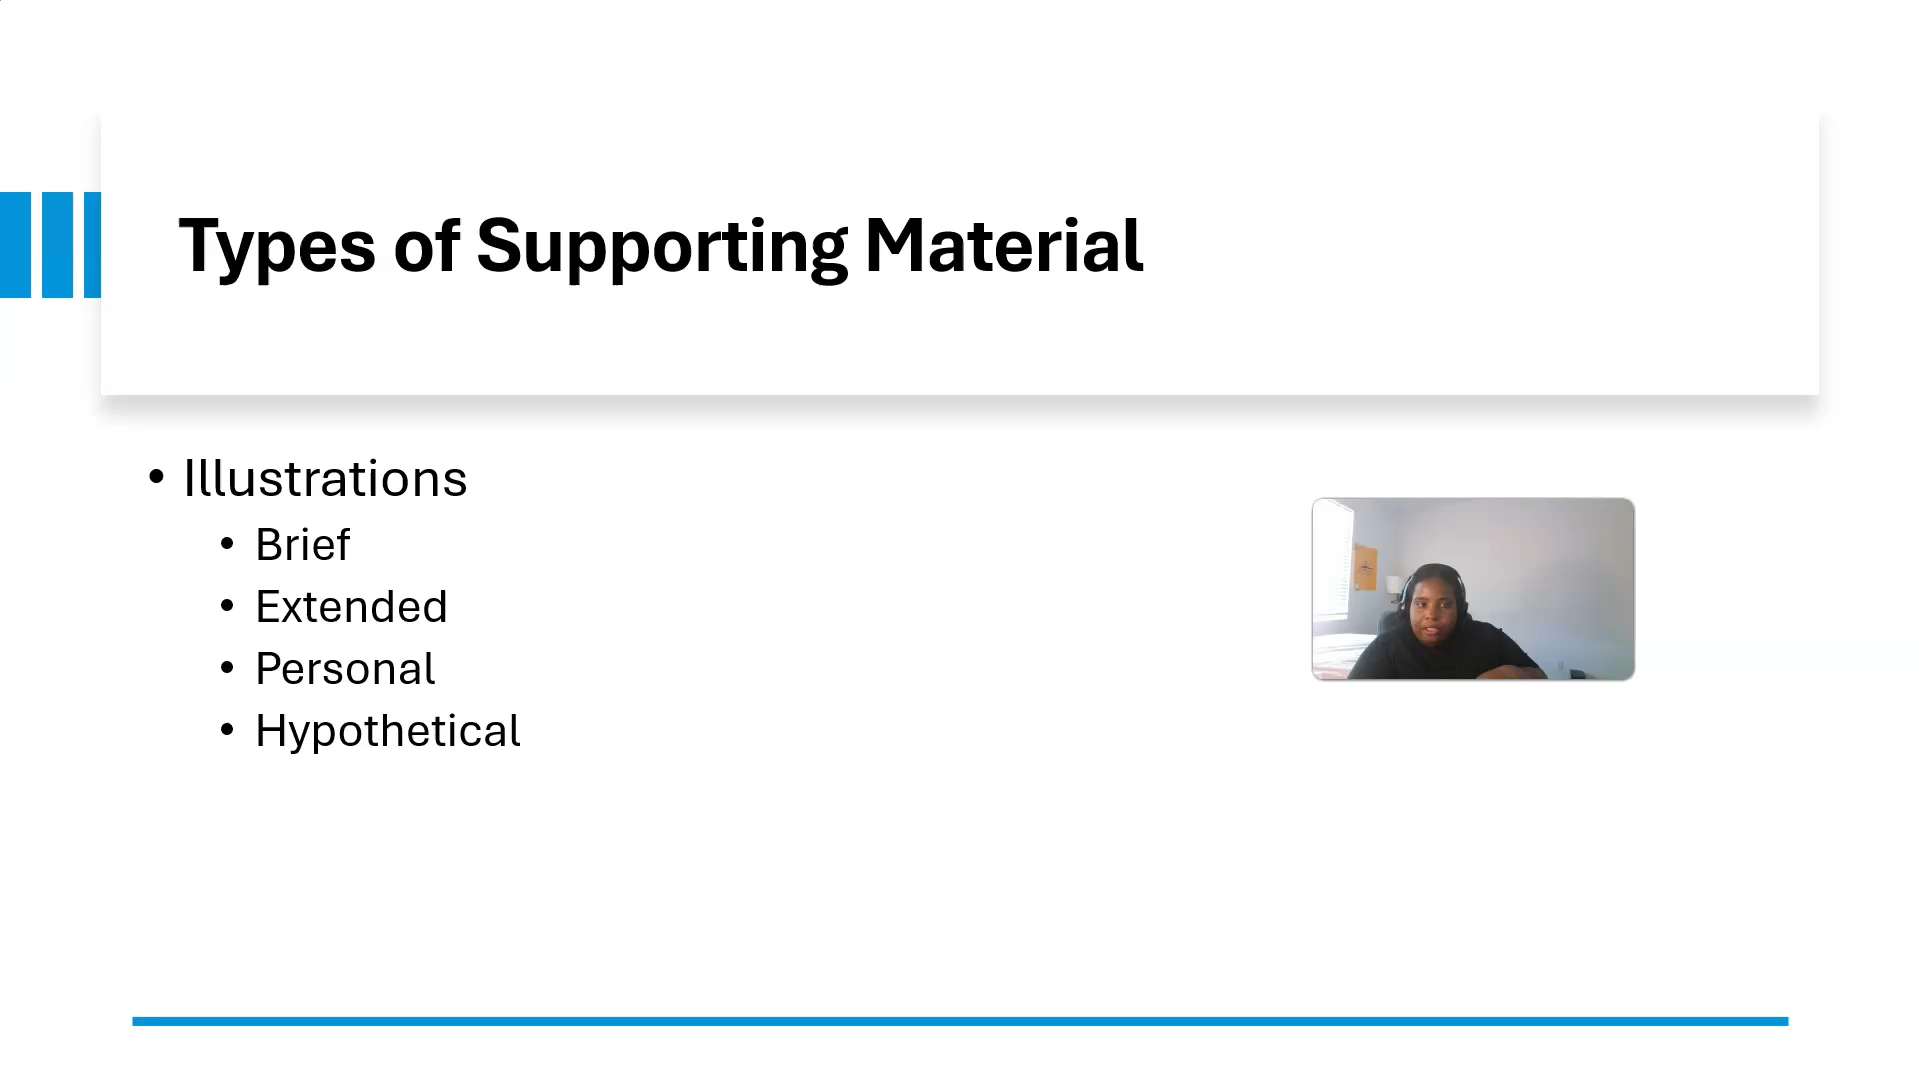 Types of Supporting Material
• Illustrations
• Brief
• Extended
• Personal
• Hypothetical